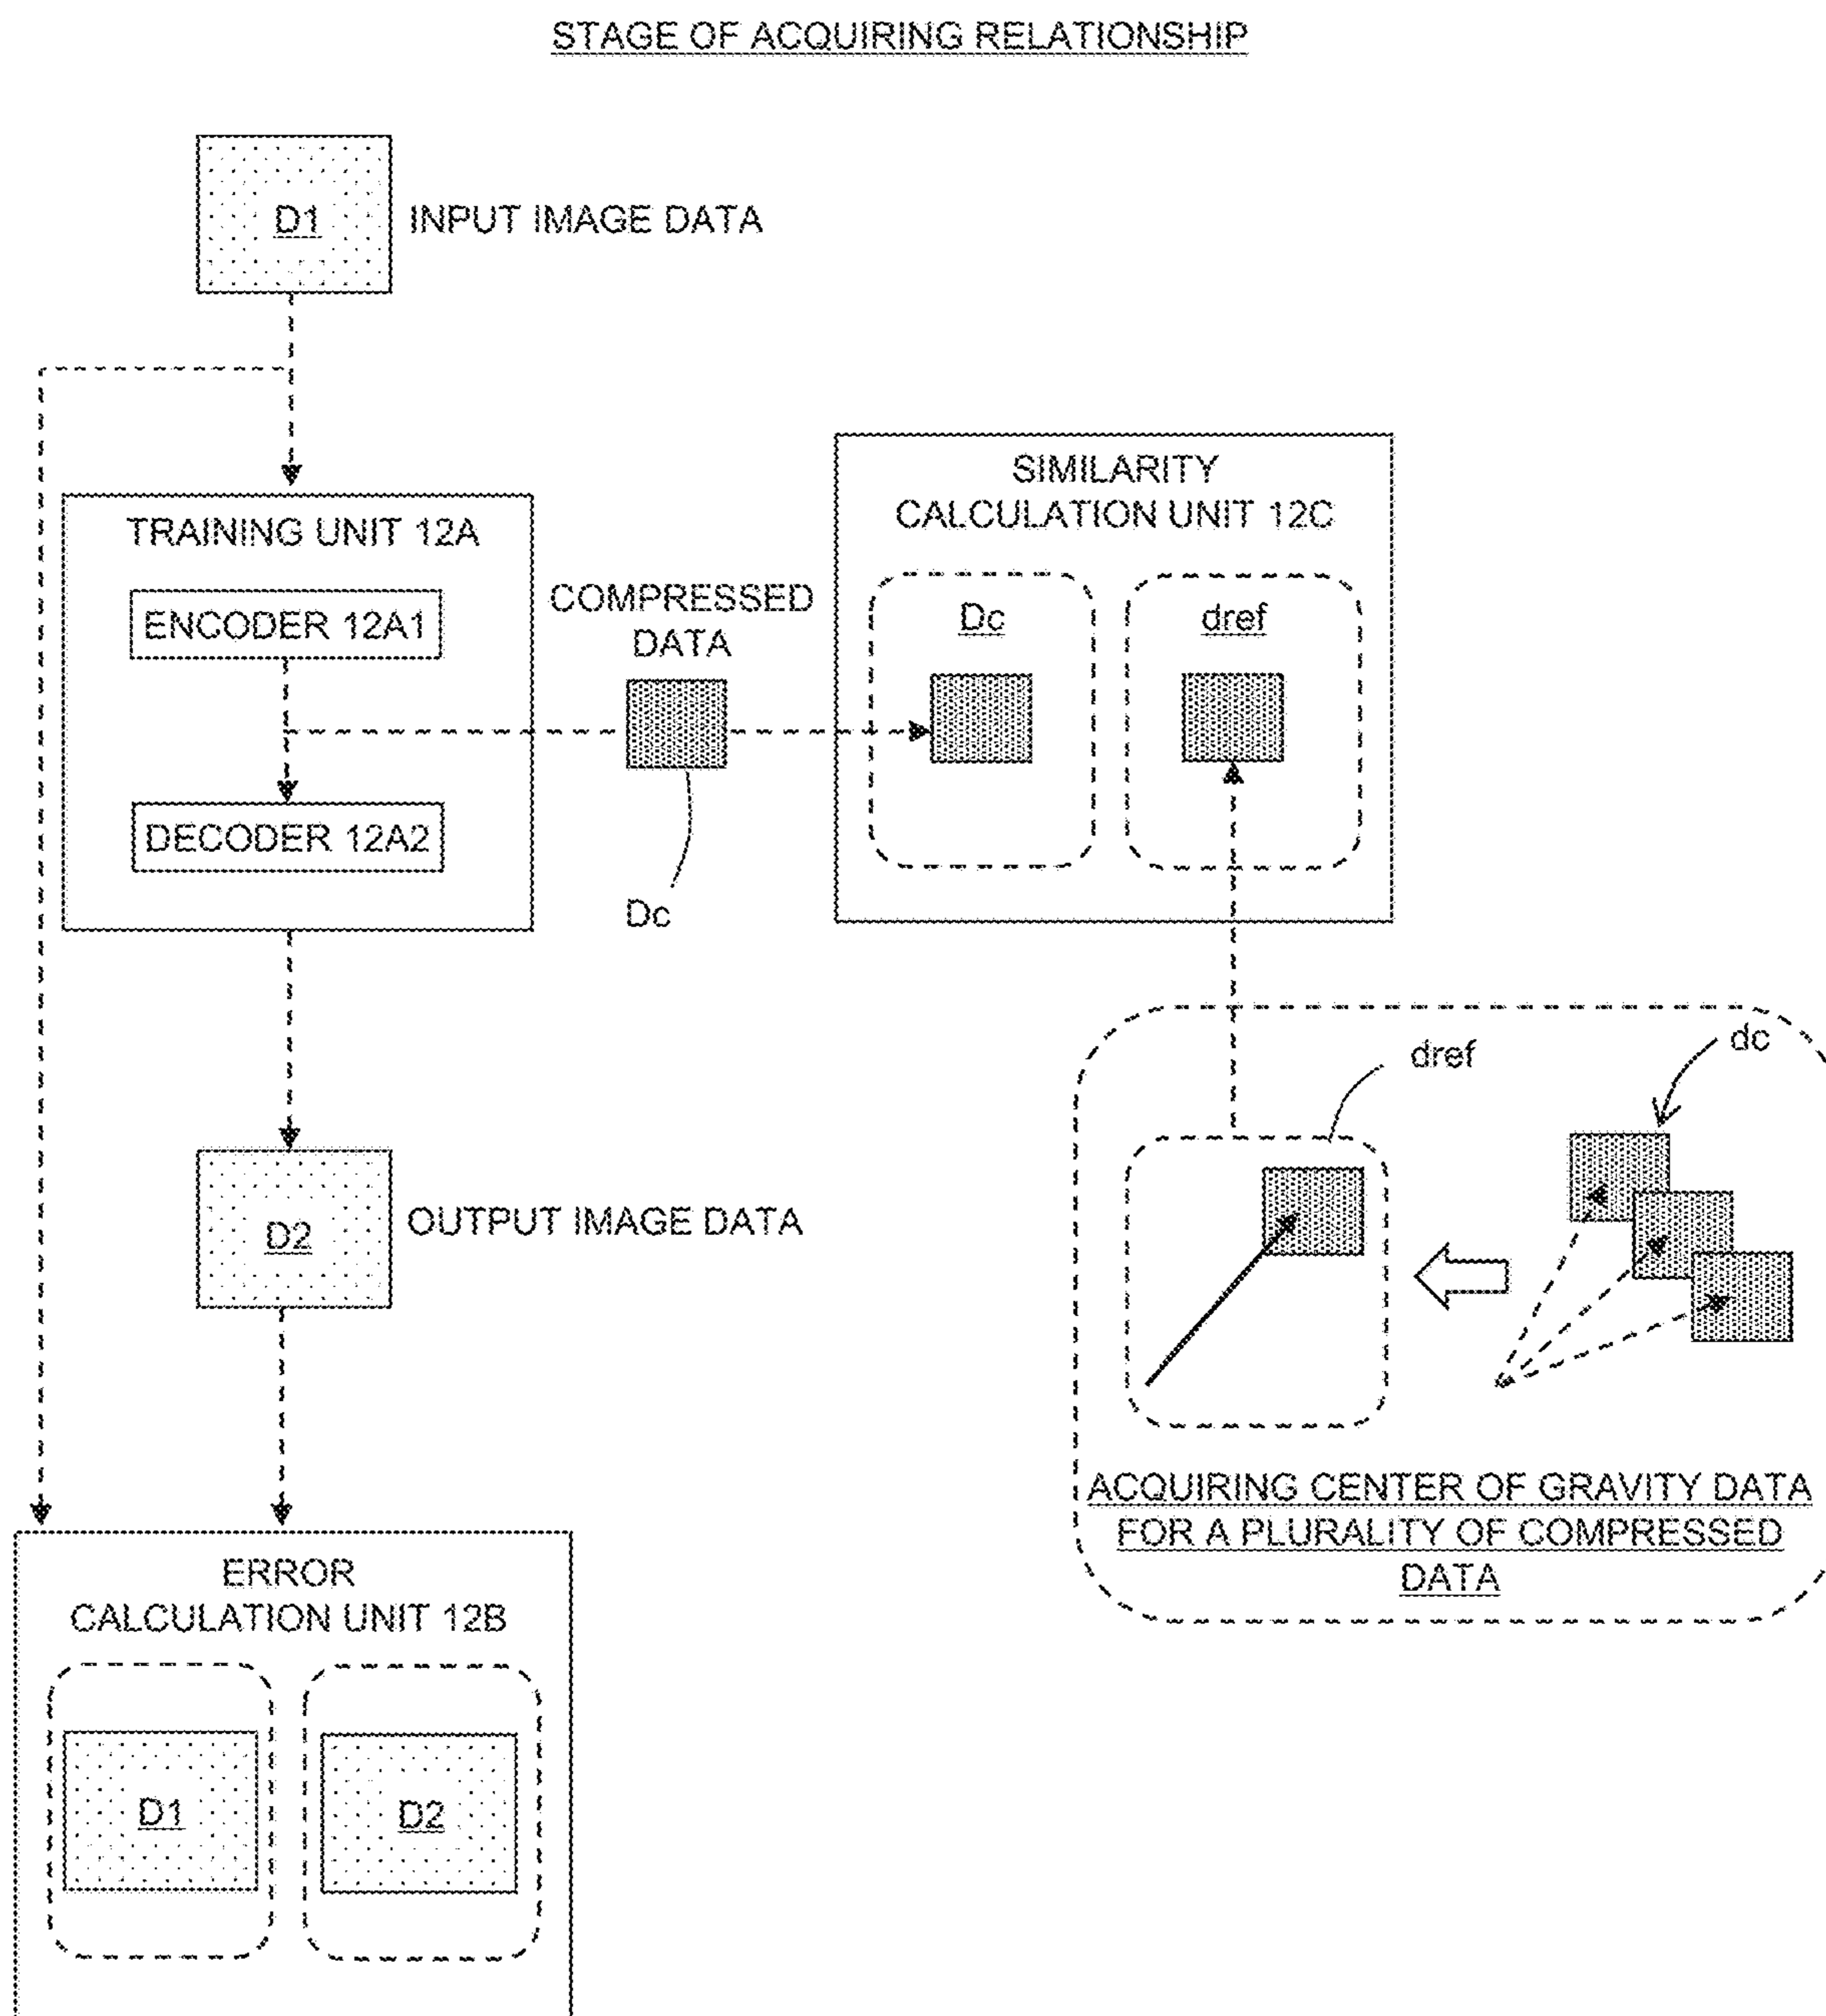 STAGE OF ACQUIRING RELATIONSHIP
D1
INPUT IMAGE DATA
TRAINING UNIT 12A
ENCODER 12A1
DECODER 12A2
COMPRESSED
DATA
Dc
SIMILARITY
CALCULATION UNIT 12C
Dc
dref
D2
OUTPUT IMAGE DATA
dref
dc
ACQUIRING CENTER OF GRAVITY DATA
FOR A PLURALITY OF COMPRESSED
DATA
ERROR
CALCULATION UNIT 12B
D1
D2